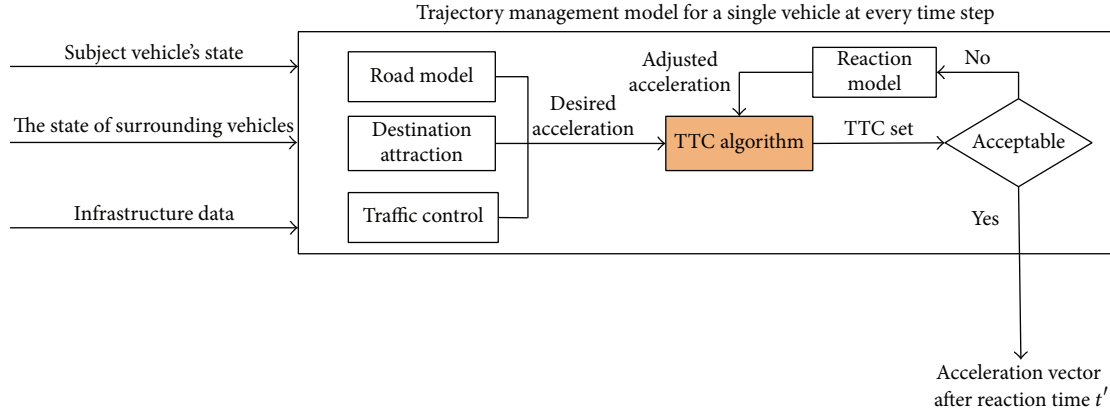 Trajectory management model for a single vehicle at every time step
Subject vehicle's state
The state of surrounding vehicles
Infrastructure data
Road model
Destination
attraction
Traffic control
Desired
acceleration
Adjusted
acceleration
TTC algorithm
Reaction
model
TTC set
No
Acceptable
Yes
Acceleration vector
after reaction time t′